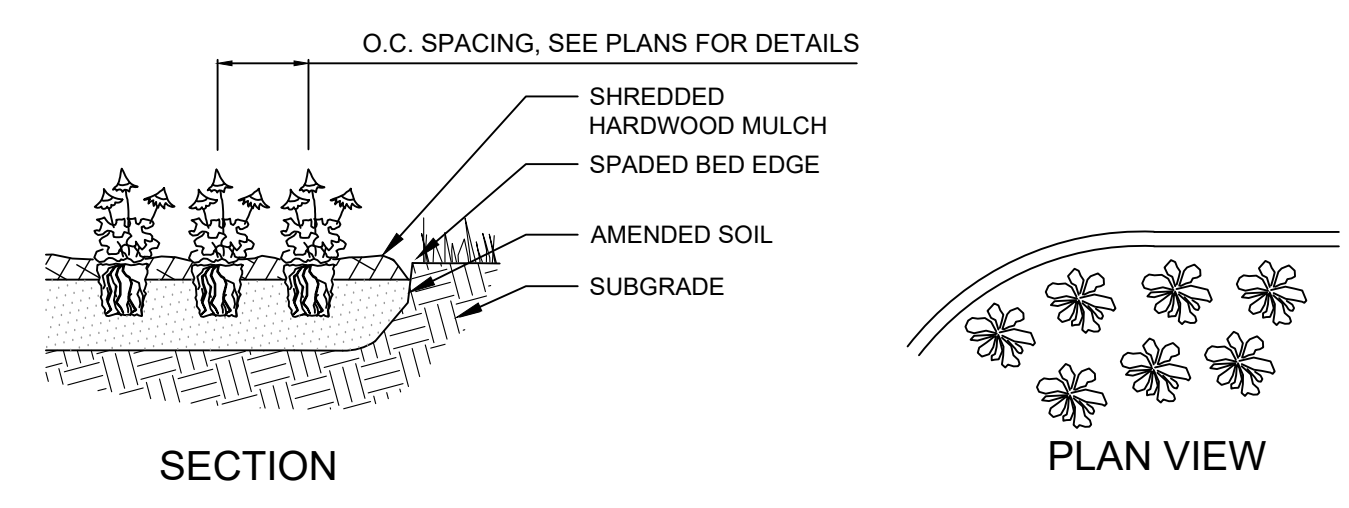 O.C. SPACING, SEE PLANS FOR DETAILS
SHREDDED
HARDWOOD MULCH
SPADED BED EDGE
AMENDED SOIL
SUBGRADE
SECTION
PLAN VIEW